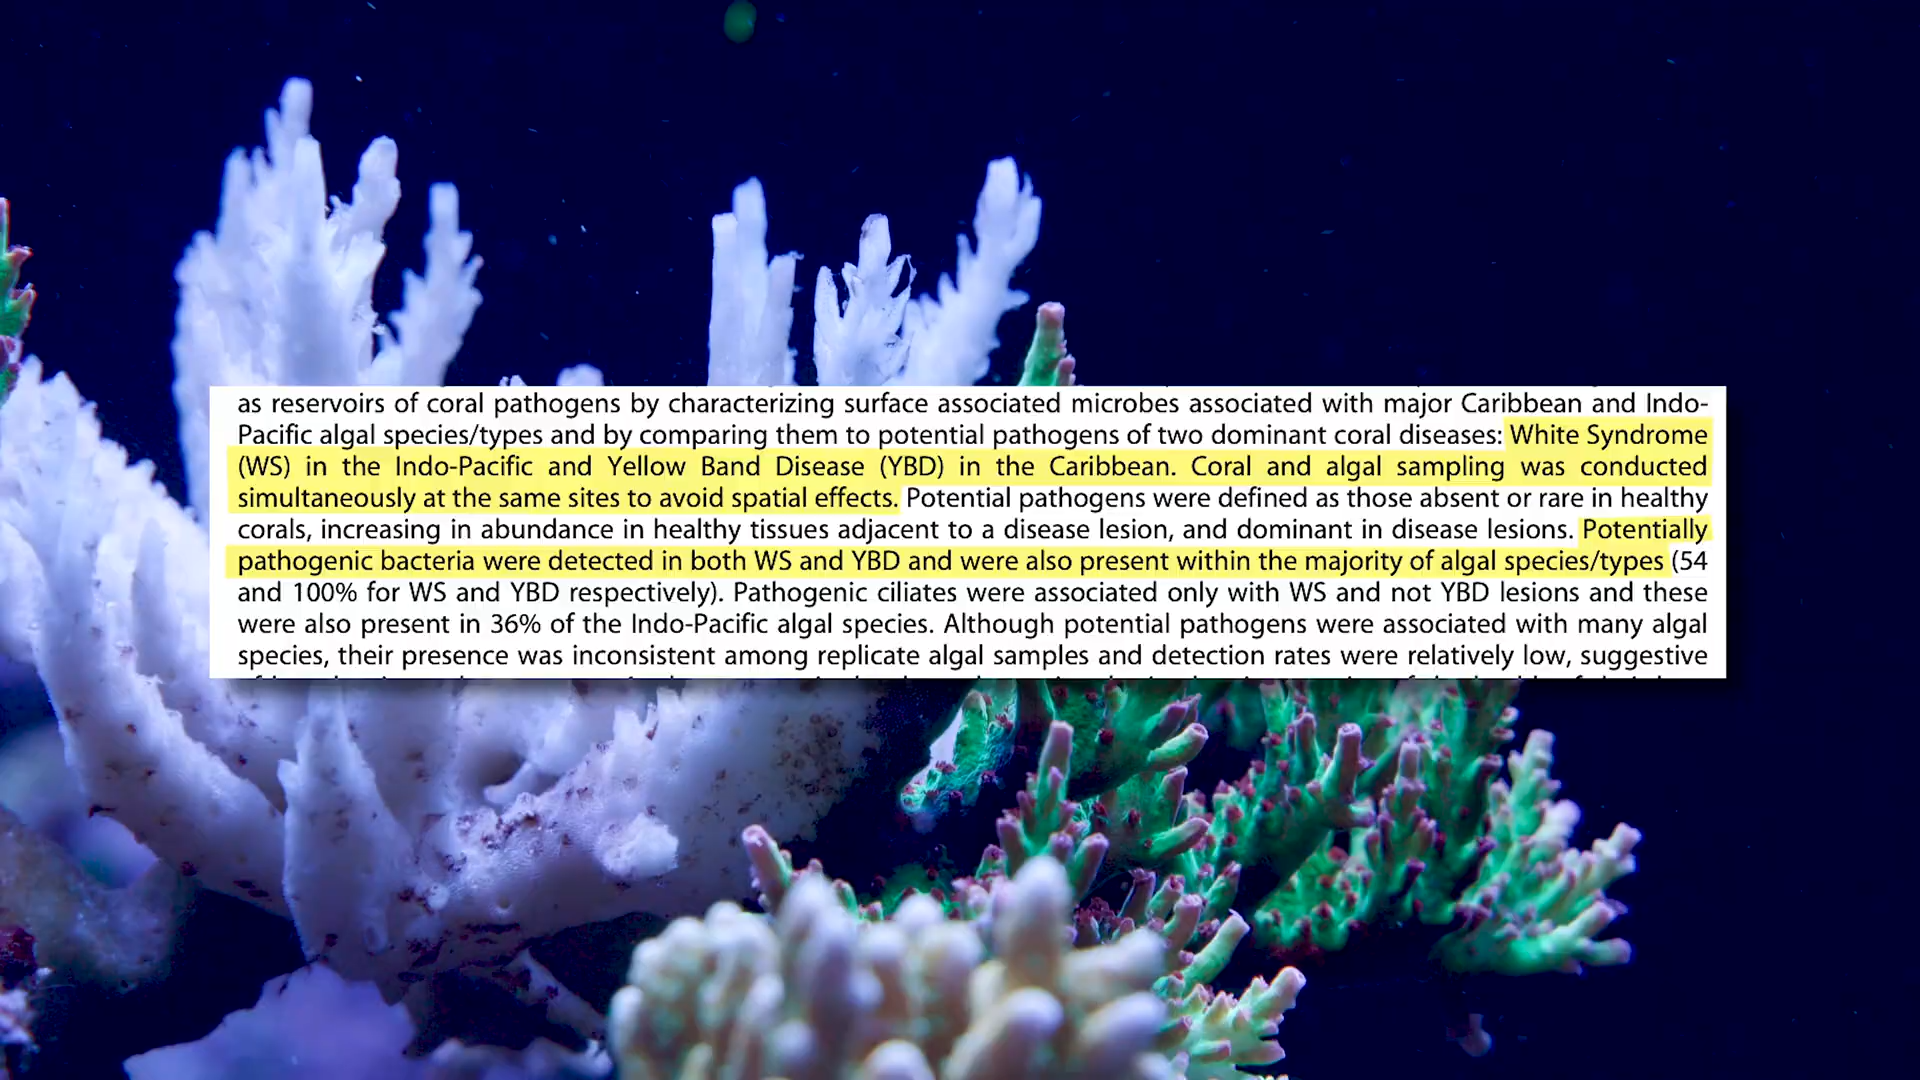 as reservoirs of coral pathogens by characterizing surface associated microbes associated with major Caribbean and Indo-
Pacific algal species/types and by comparing them to potential pathogens of two dominant coral diseases: White Syndrome
(WS) in the Indo-Pacific and Yellow Band Disease (YBD) in the Caribbean. Coral and algal sampling was conducted
simultaneously at the same sites to avoid spatial effects. Potential pathogens were defined as those absent or rare in healthy
corals, increasing in abundance in healthy tissues adjacent to a disease lesion, and dominant in disease lesions. Potentially
pathogenic bacteria were detected in both WS and YBD and were also present within the majority of algal species/types (54
and 100% for WS and YBD respectively). Pathogenic ciliates were associated only with WS and not YBD lesions and these
were also present in 36% of the Indo-Pacific algal species. Although potential pathogens were associated with many algal
species, their presence was inconsistent among replicate algal samples and detection rates were relatively low, suggestive